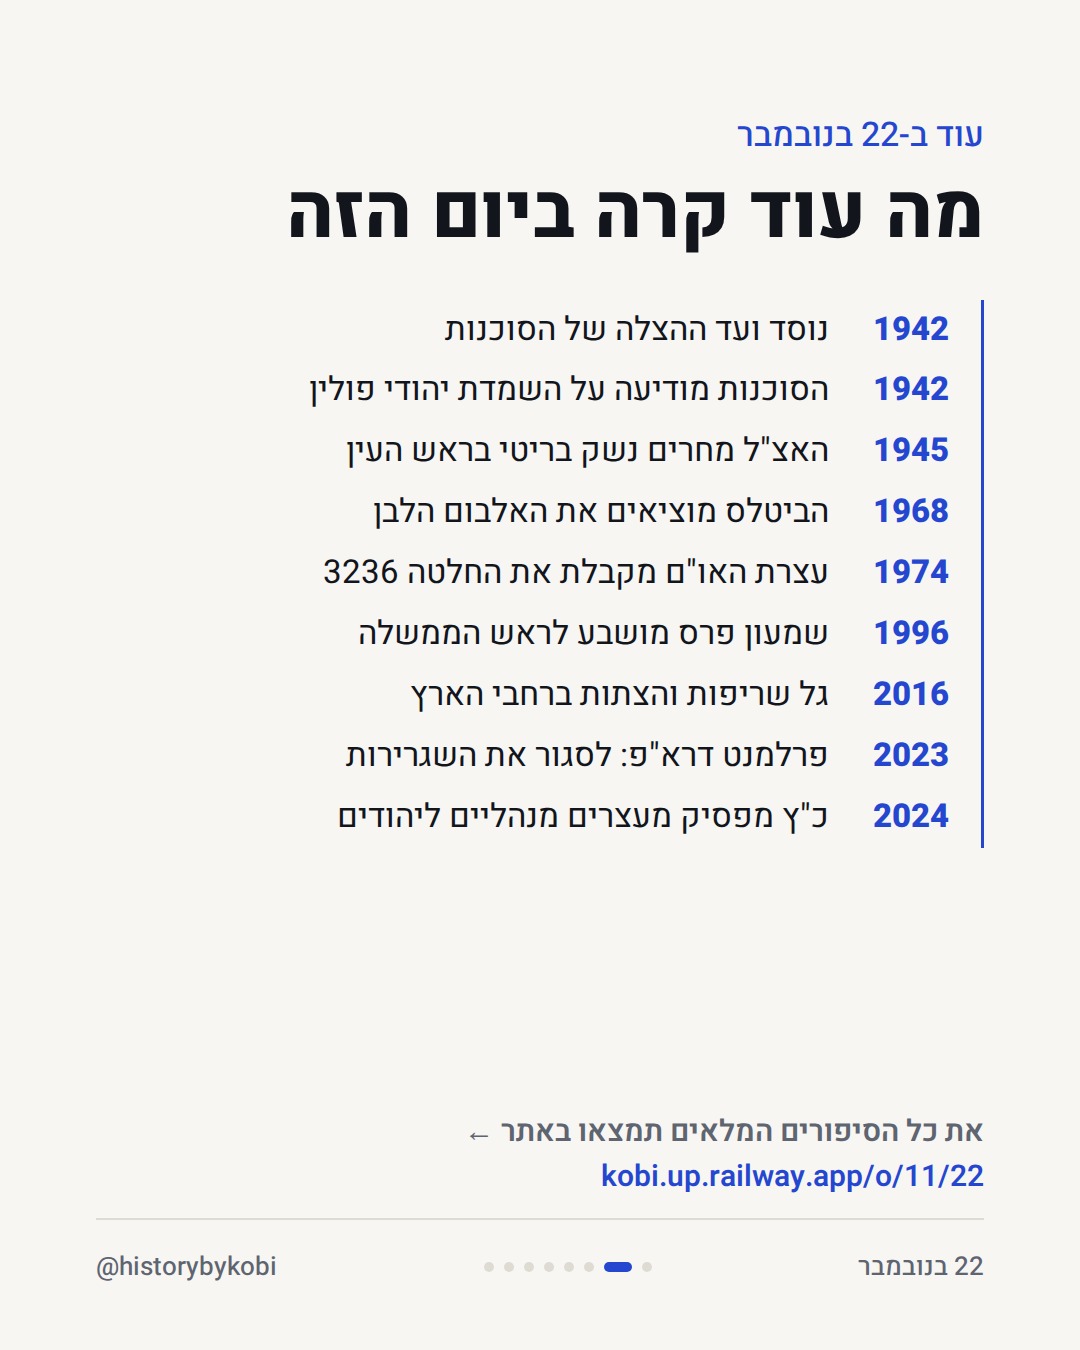 עוד ב-22 בנובמבר
מה עוד קרה ביום הזה
1942 נוסד ועד ההצלה של הסוכנות
1942 הסוכנות מודיעה על השמדת יהודי פולין
1945 האצ"ל מחרים נשק בריטי בראש העין
1968 הביטלס מוציאים את האלבום הלבן
1974 עצרת האו"ם מקבלת את החלטה 3236
1996 שמעון פרס מושבע לראש הממשלה
2016 גל שריפות והצתות ברחבי הארץ
2023 פרלמנט דרא"פ: לסגור את השגרירות
2024 כ"ץ מפסיק מעצרים מנהליים ליהודים
את כל הסיפורים המלאים תמצאו באתר ←
kobi.up.railway.app/o/11/22
22 בנובמבר
@historybykobi